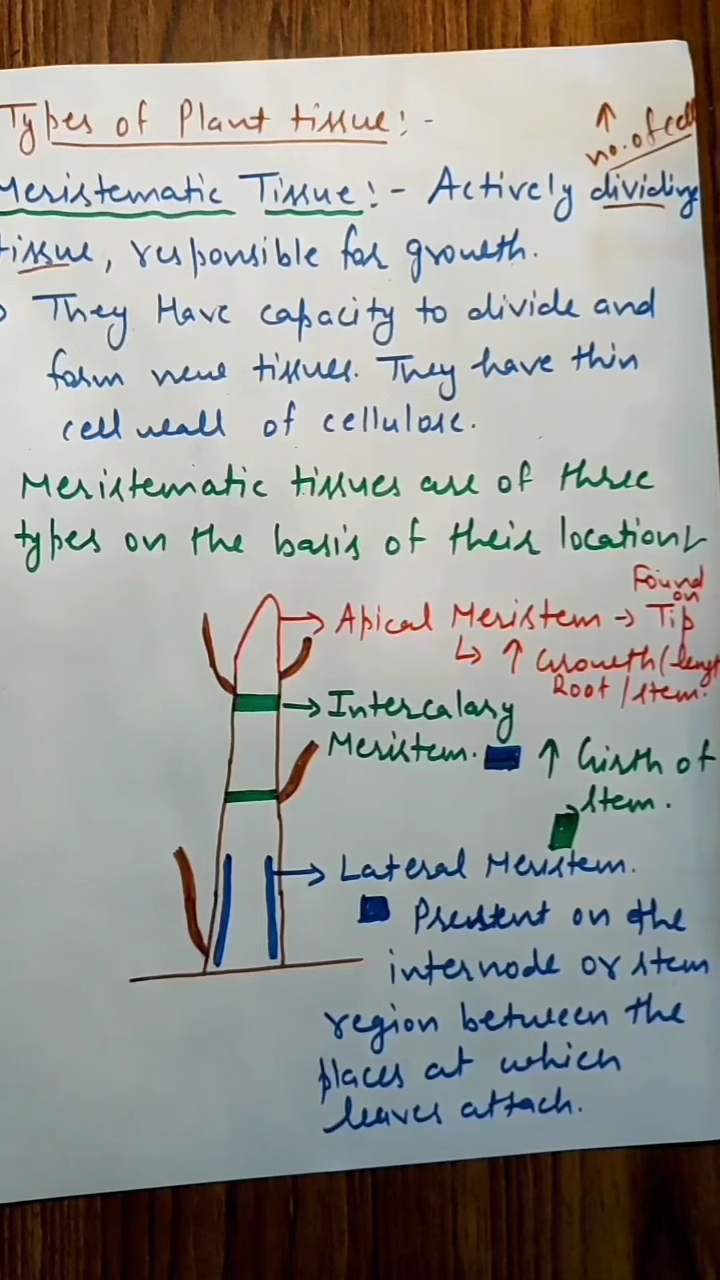 Types of Plant tissue:-
↑ no. of cell
Meristematic Tissue:- Actively dividing
tissue, responsible for growth.
They Have capacity to divide and
form new tissues. They have thin
cell wall of cellulose.
Meristematic tissues are of three
types on the basis of their location
Found on
→ Apical Meristem → Tip
↳ ↑ Growth (length
Root / Stem.
→ Intercalary
Meristem. ↑ Girth of
Stem.
→ Lateral Meristem.
Present on the
internode or stem
region between the
places at which
leaves attach.